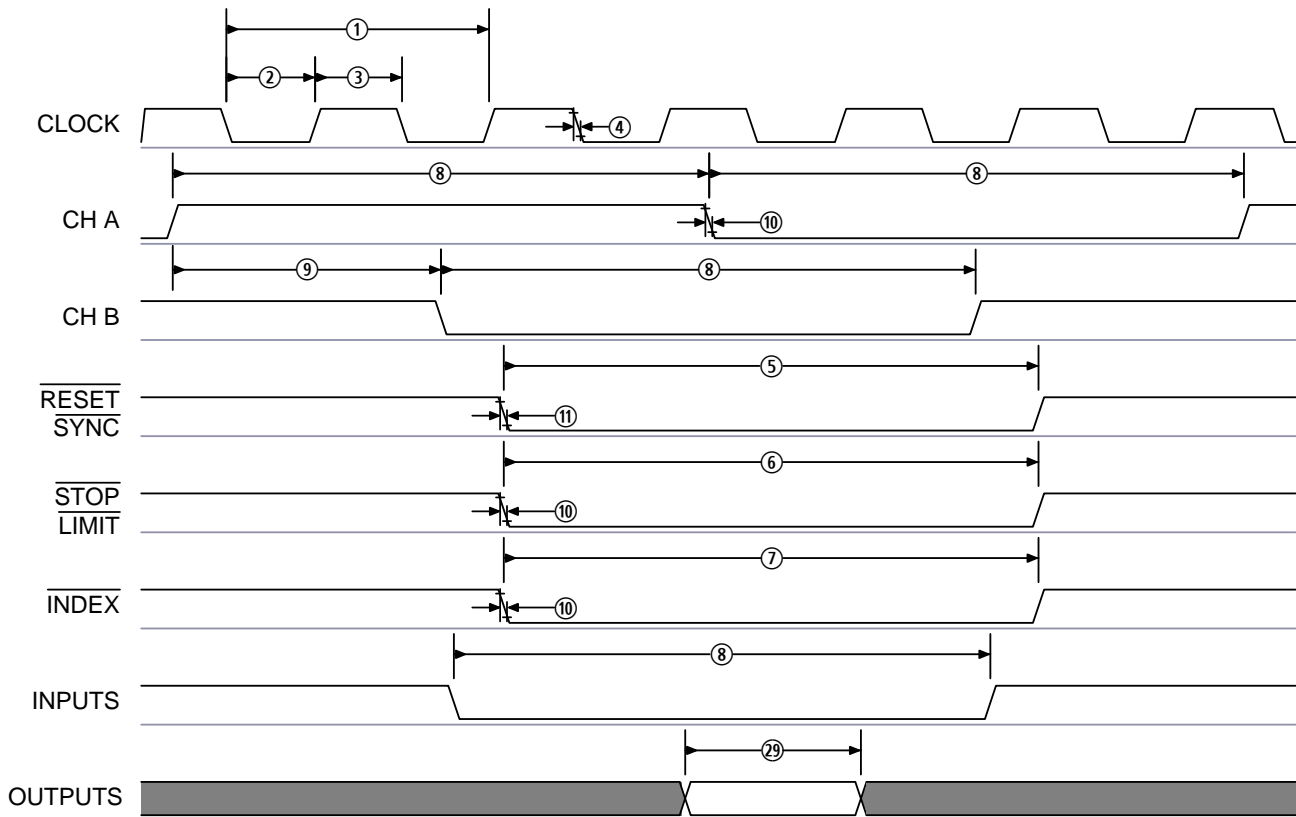 ①
② ③
CLOCK ④
⑧ ⑧
CH A ⑩
⑨ ⑧
CH B
⑤
RESET
SYNC ⑪
⑥
STOP
LIMIT ⑩
⑦
INDEX ⑩
⑧
INPUTS
㉙
OUTPUTS